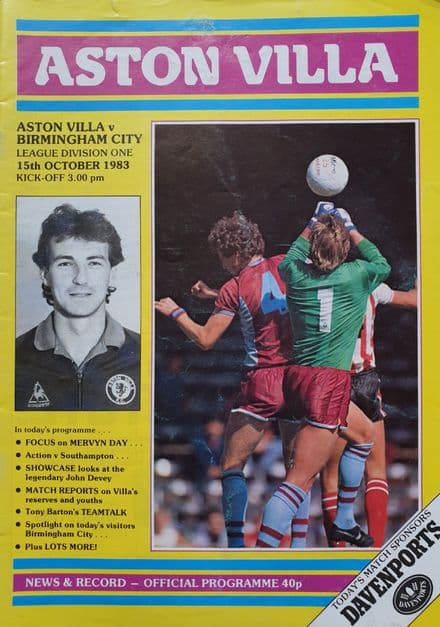 ASTON VILLA
ASTON VILLA v
BIRMINGHAM CITY
LEAGUE DIVISION ONE
15th OCTOBER 1983
KICK-OFF 3.00 pm
4
1
In today's programme . . .
● FOCUS on MERVYN DAY . . .
● Action v Southampton . . .
● SHOWCASE looks at the
legendary John Devey
● MATCH REPORTS on Villa's
reserves and youths
● Tony Barton's TEAMTALK
● Spotlight on today's visitors
Birmingham City . . .
● Plus LOTS MORE!
NEWS & RECORD – OFFICIAL PROGRAMME 40p
TODAY'S MATCH SPONSORS
DAVENPORTS
DAVENPORTS